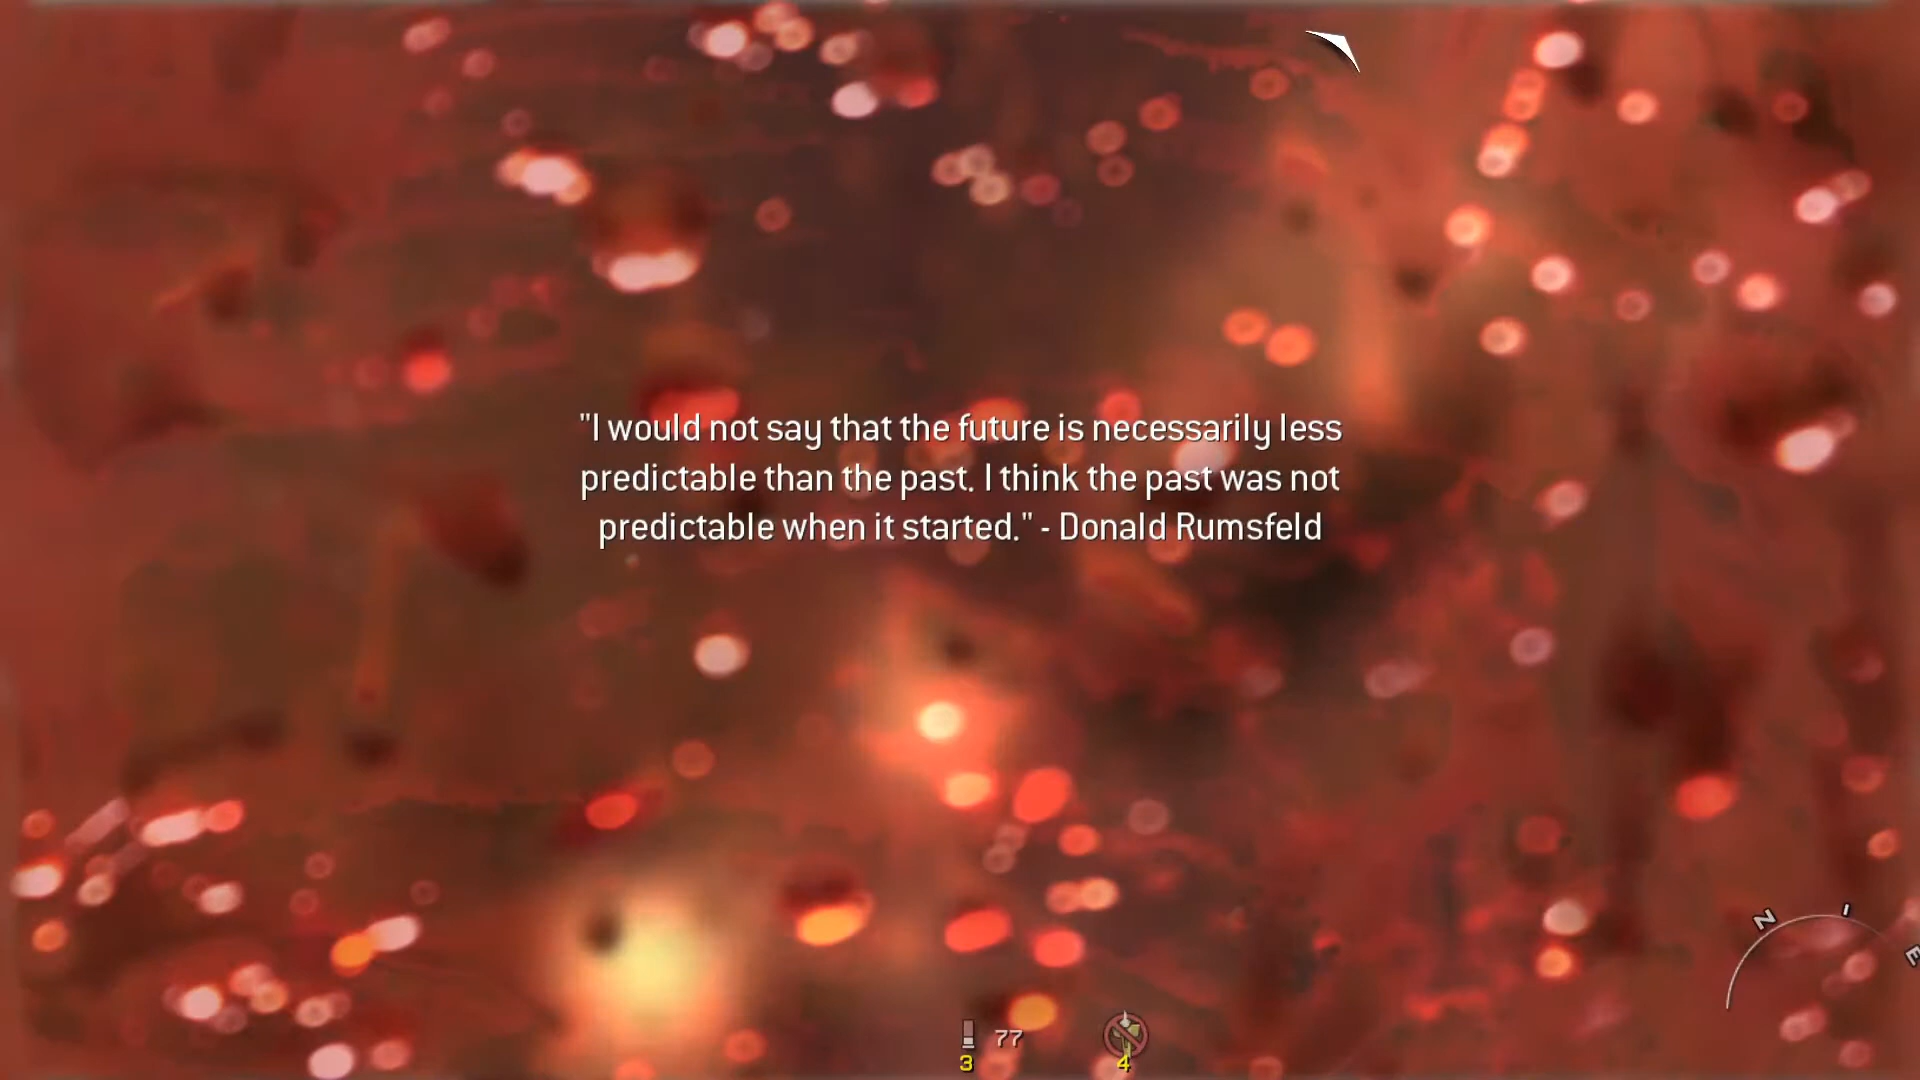 "I would not say that the future is necessarily less
predictable than the past. I think the past was not
predictable when it started." - Donald Rumsfeld
N
E
77
3
4